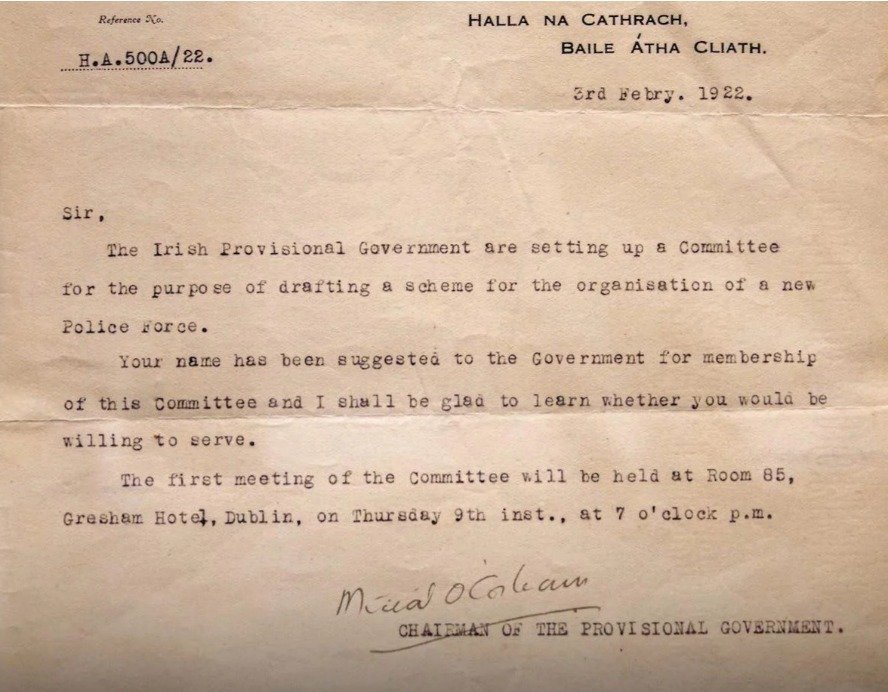 Reference No.
H.A.500A/22.
HALLA NA CATHRACH,
BAILE ÁTHA CLIATH.
3rd Febry. 1922.
Sir,
The Irish Provisional Government are setting up a Committee
for the purpose of drafting a scheme for the organisation of a new
Police Force.
Your name has been suggested to the Government for membership
of this Committee and I shall be glad to learn whether you would be
willing to serve.
The first meeting of the Committee will be held at Room 85,
Gresham Hotel, Dublin, on Thursday 9th inst., at 7 o'clock p.m.
CHAIRMAN OF THE PROVISIONAL GOVERNMENT.